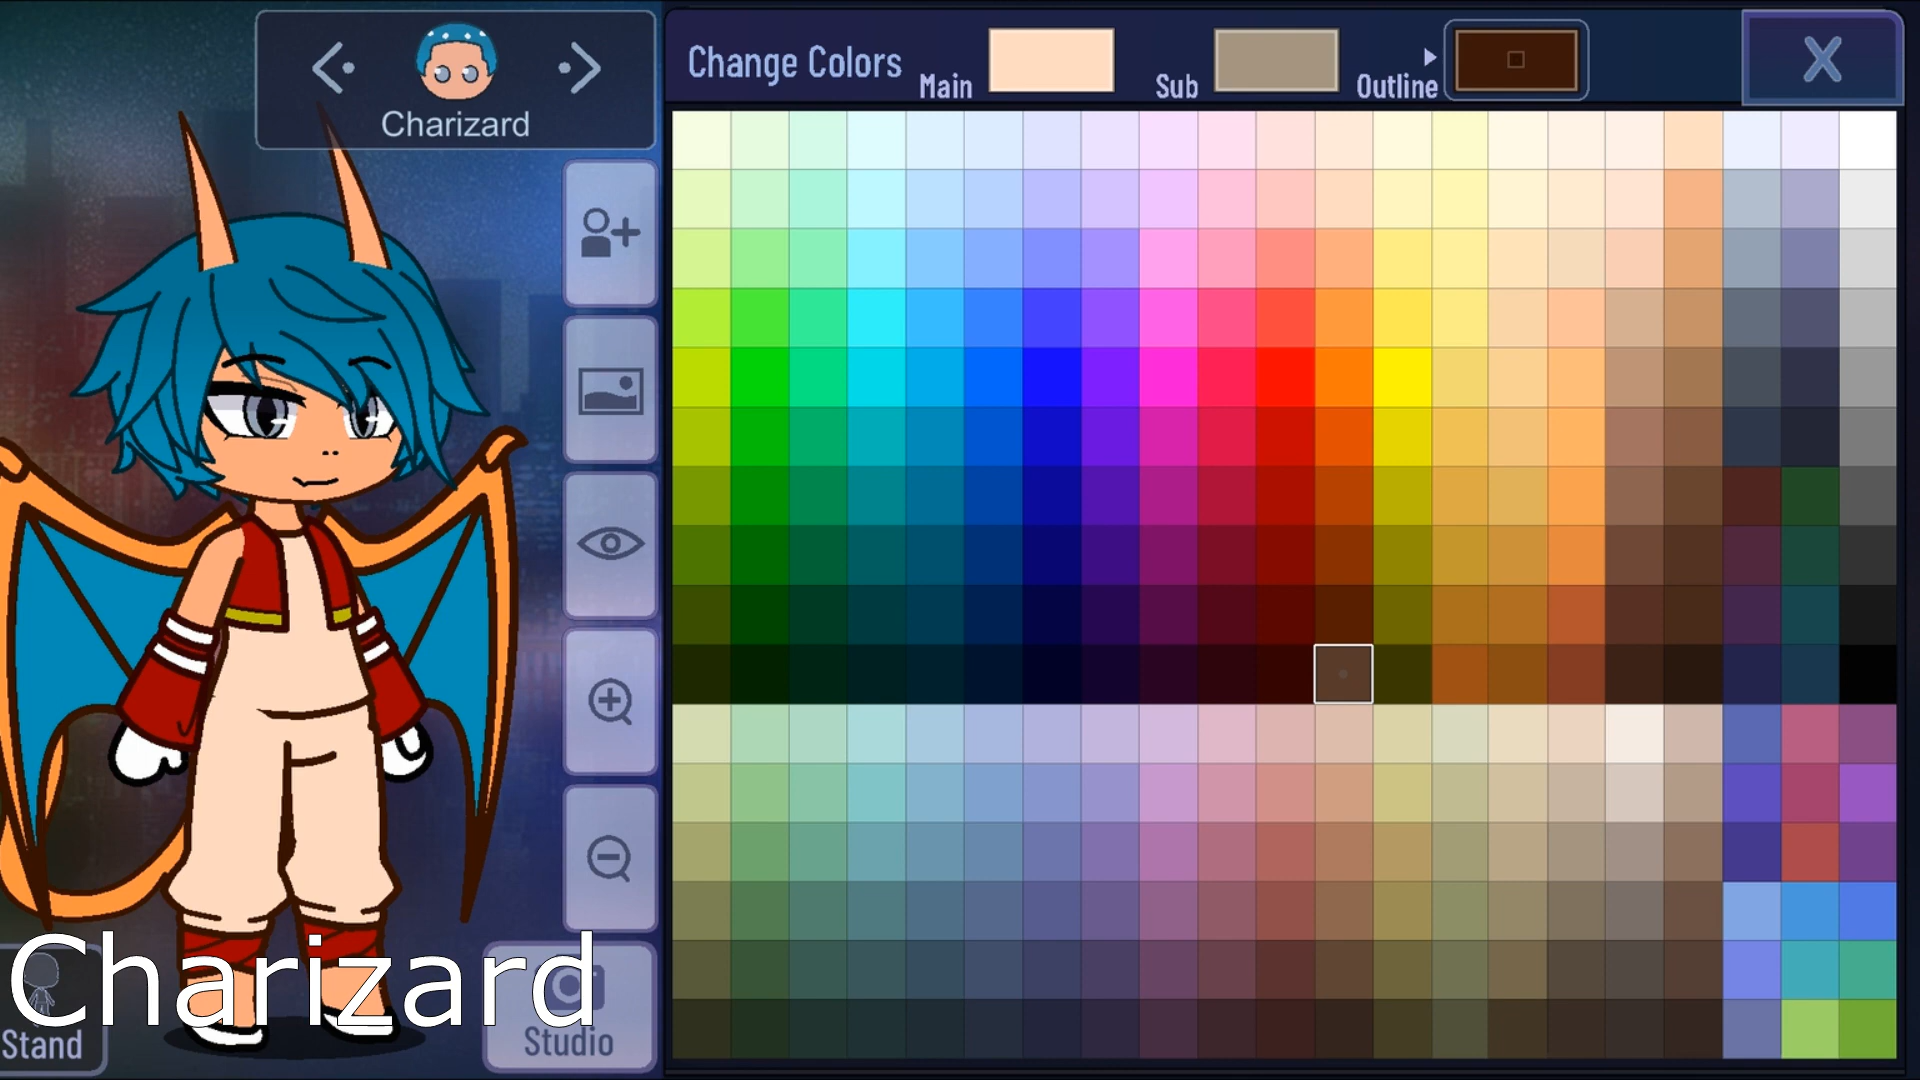 Charizard
Change Colors
Main
Sub
Outline
X
Charizard
Stand
Studio